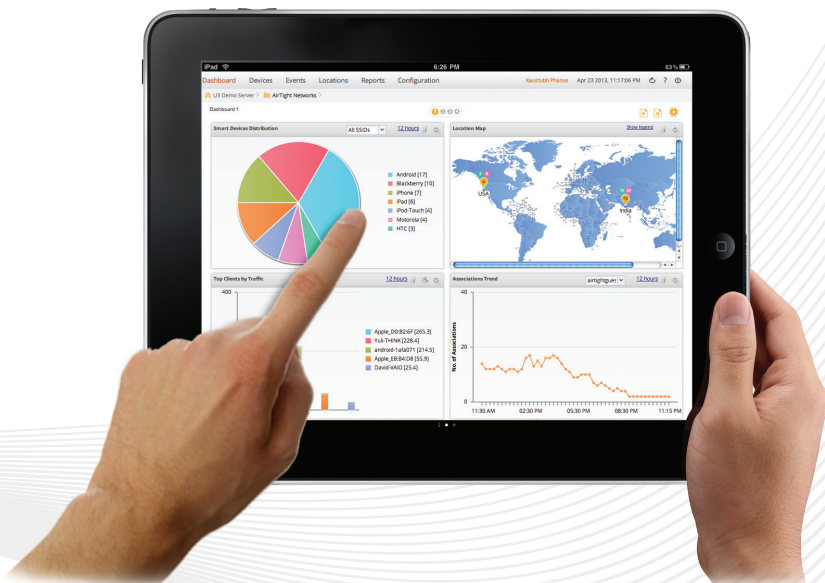 iPad 6:26 PM 63%
Dashboard Devices Events Locations Reports Configuration Kaustubh Phanse Apr 23 2013, 11:17:06 PM ?
U3 Demo Server > AirTight Networks >
Dashboard 1 1 2 3 4
Smart Devices Distribution All SSIDs 12 hours
Android [17]
Blackberry [10]
iPhone [7]
iPad [6]
iPod-Touch [4]
Motorola [4]
HTC [3]
Location Map Show legend
USA
India
Top Clients by Traffic 12 hours
400
Apple_D0:B2:6F [265.3]
Yuli-THINK [228.4]
android-1afa071 [214.5]
Apple_E8:B4:D8 [55.9]
David-VAIO [25.4]
Associations Trend airtightgues 12 hours
No. of Associations
40
20
0
11:30 AM 02:30 PM 05:30 PM 08:30 PM 11:15 PM